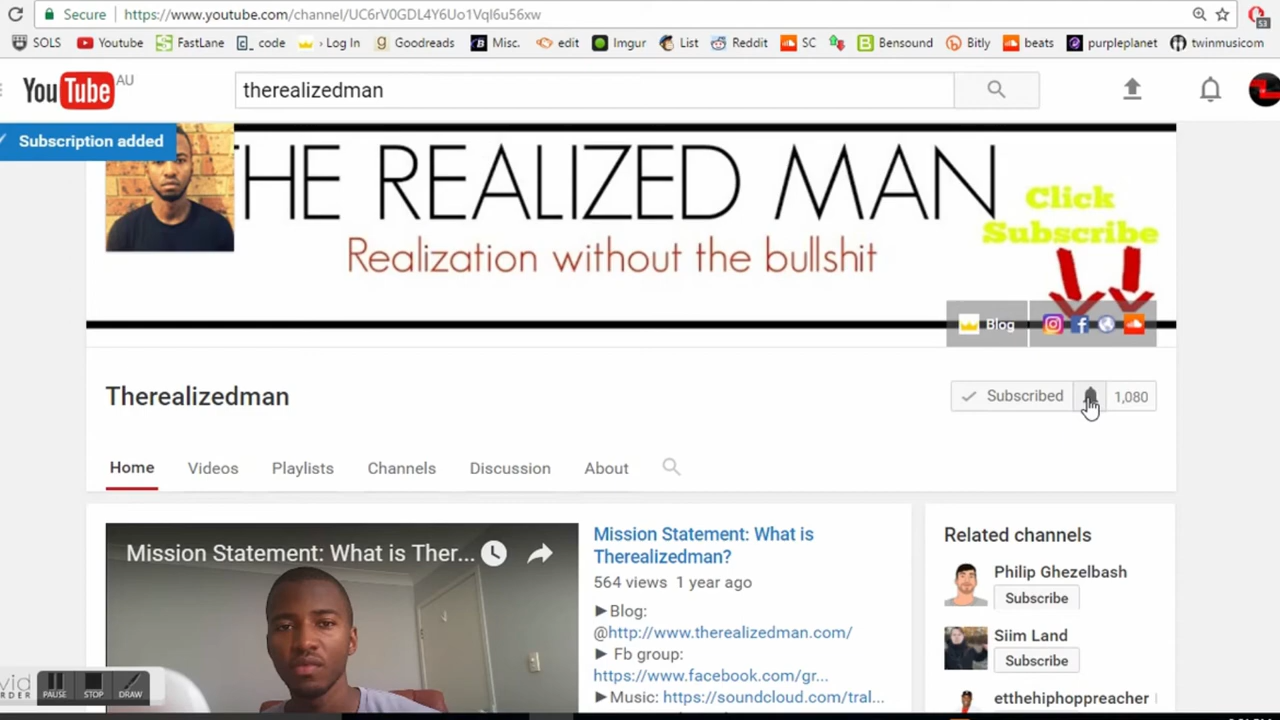 Secure https://www.youtube.com/channel/UC6rV0GDL4Y6Uo1Vql6u56xw
SOLS Youtube FastLane code › Log In Goodreads Misc. edit Imgur List Reddit SC Bensound Bitly beats purpleplanet twinmusicom
YouTube AU therealizedman
Subscription added
THE REALIZED MAN
Click
Subscribe
Realization without the bullshit
Blog
Therealizedman
Subscribed 1,080
Home Videos Playlists Channels Discussion About
Mission Statement: What is Ther...
Mission Statement: What is
Therealizedman?
564 views 1 year ago
►Blog:
@http://www.therealizedman.com/
► Fb group:
https://www.facebook.com/gr...
►Music: https://soundcloud.com/tral...
Related channels
Philip Ghezelbash
Subscribe
Siim Land
Subscribe
etthehiphoppreacher
PAUSE STOP DRAW